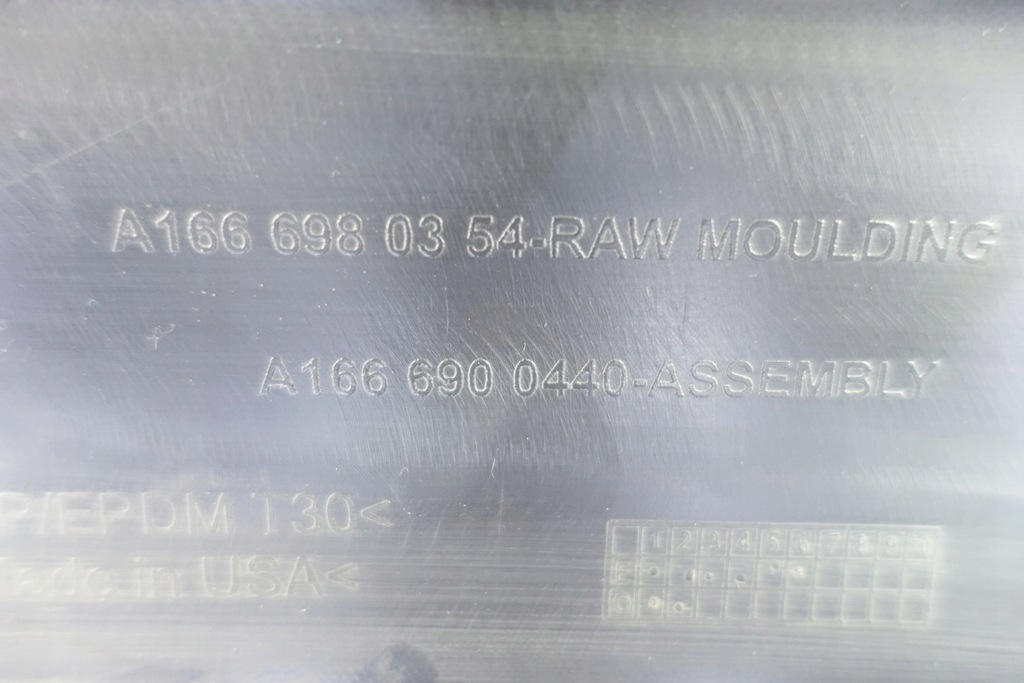 A166 698 03 54-RAW MOULDING
A166 690 0440-ASSEMBLY
P/EPDM T30<
Made in USA<
1 2 3 4 5 6 7 8 9